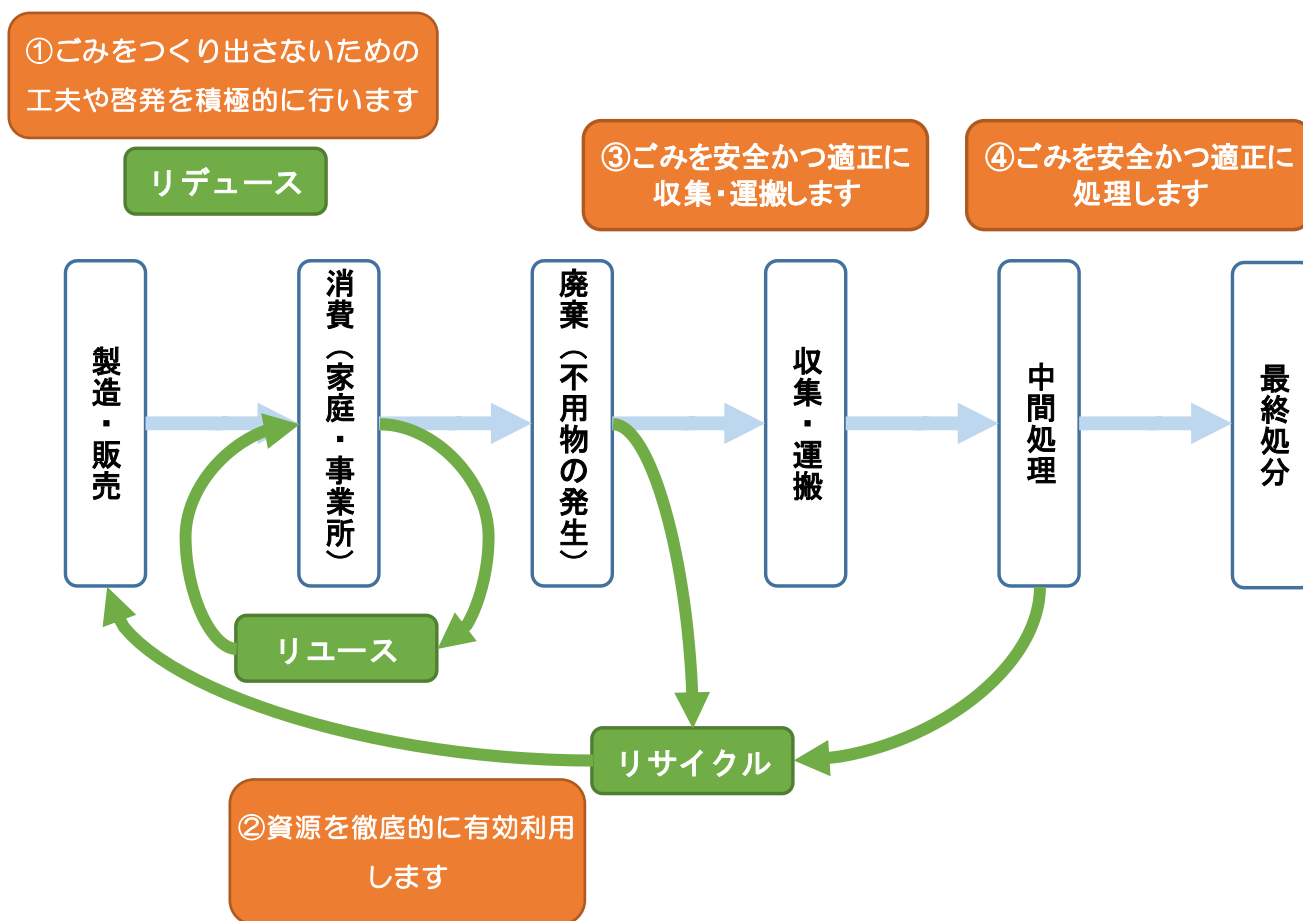 ①ごみをつくり出さないための
工夫や啓発を積極的に行います
リデュース
③ごみを安全かつ適正に
収集・運搬します
④ごみを安全かつ適正に
処理します
製造・販売
消費（家庭・事業所）
廃棄（不用物の発生）
収集・運搬
中間処理
最終処分
リユース
リサイクル
②資源を徹底的に有効利用
します